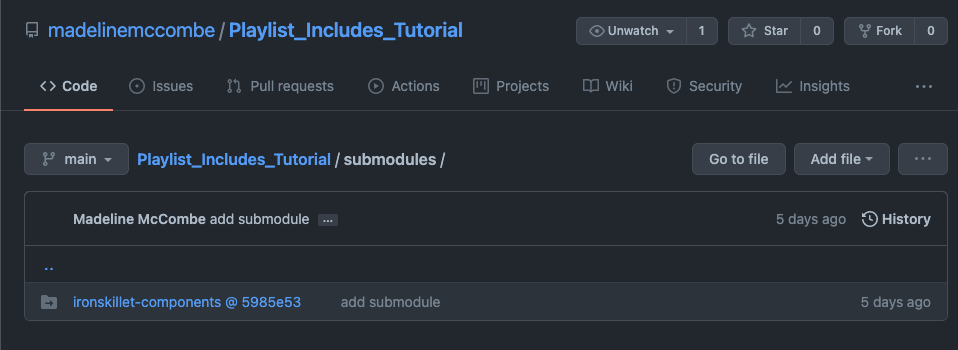 madelinemccombe / Playlist_Includes_Tutorial Unwatch 1 Star 0 Fork 0
Code Issues Pull requests Actions Projects Wiki Security Insights ...
main Playlist_Includes_Tutorial / submodules / Go to file Add file ...
Madeline McCombe add submodule ... 5 days ago History
..
ironskillet-components @ 5985e53 add submodule 5 days ago